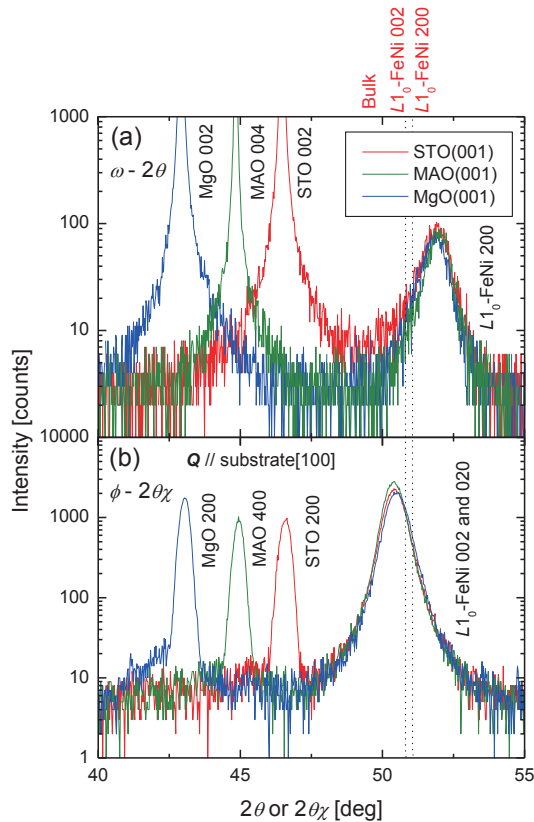 Bulk
L1₀-FeNi 002
L1₀-FeNi 200
1000
100
10
10000
1000
100
10
1
Intensity [counts]
(a)
ω - 2θ
MgO 002
MAO 004
STO 002
STO(001)
MAO(001)
MgO(001)
L1₀-FeNi 200
(b)
Q // substrate[100]
ϕ - 2θχ
MgO 200
MAO 400
STO 200
L1₀-FeNi 002 and 020
40 45 50 55
2θ or 2θχ [deg]